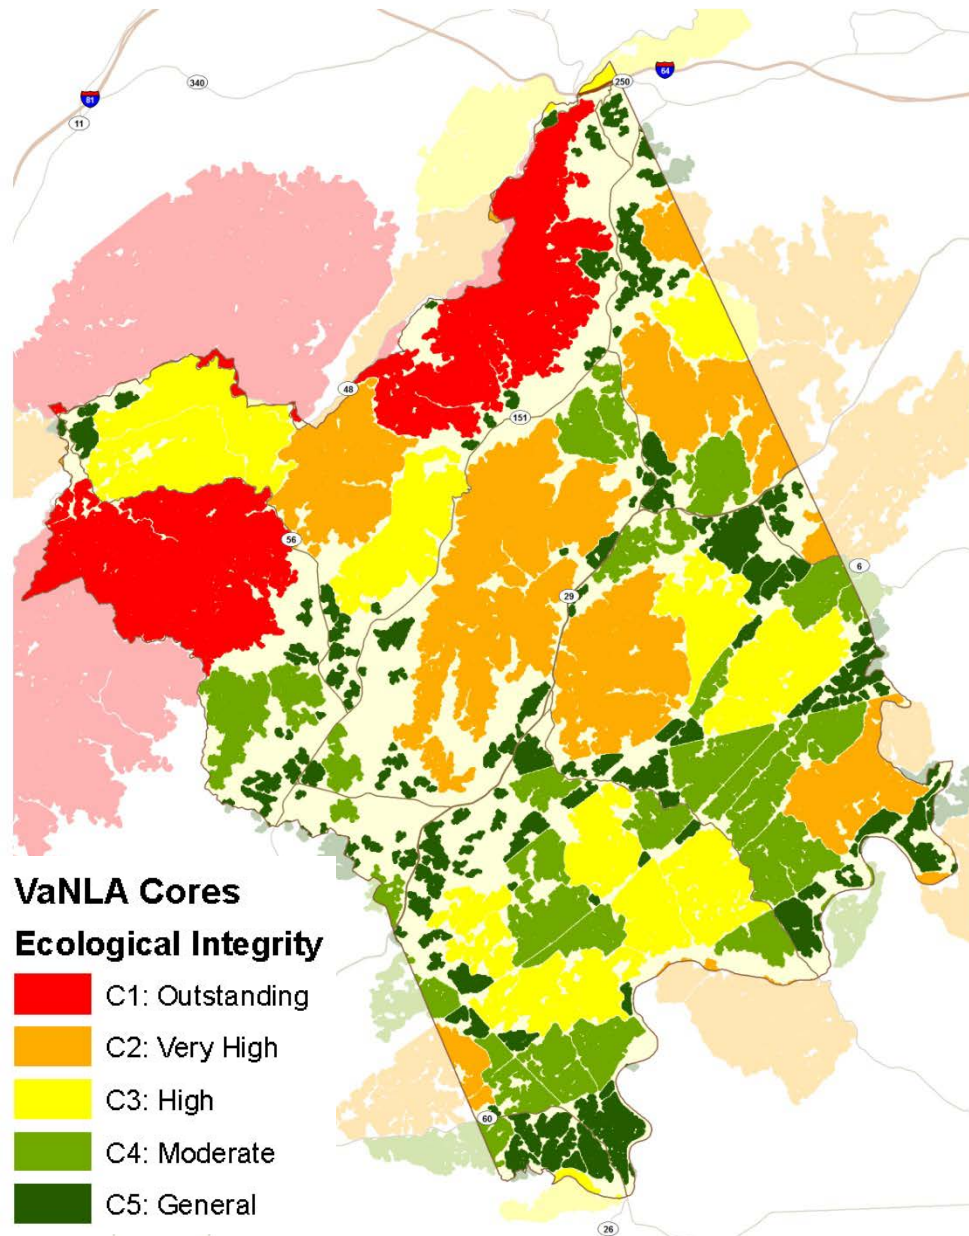 250
64
340
81
11
48
151
56
29
6
VaNLA Cores
Ecological Integrity
C1: Outstanding
C2: Very High
C3: High
C4: Moderate
C5: General
60
26